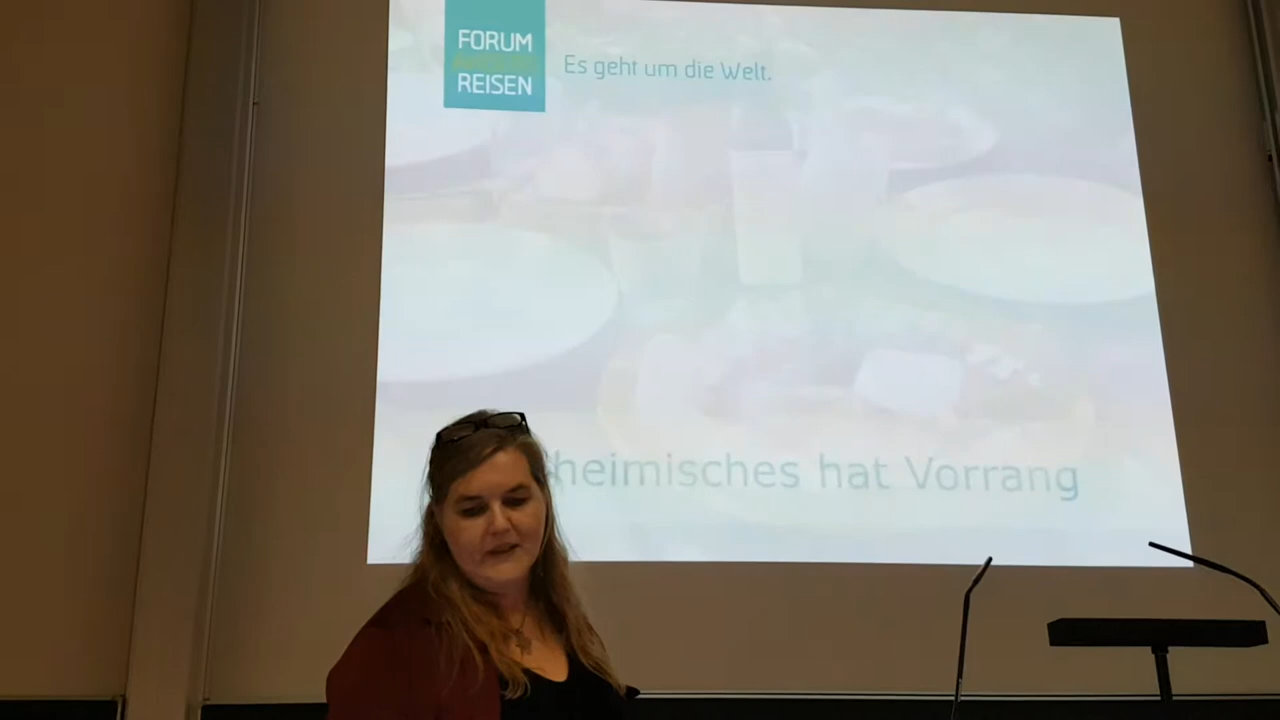 FORUM
REISEN
Es geht um die Welt.
heimisches hat Vorrang